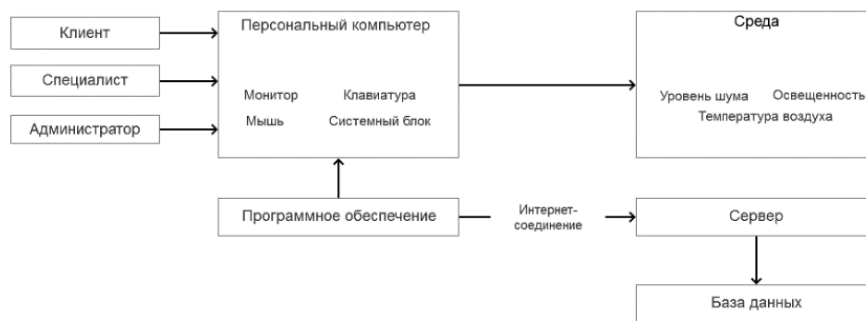 Клиент
Специалист
Администратор
Персональный компьютер
Монитор Клавиатура
Мышь Системный блок
Среда
Уровень шума Освещенность
Температура воздуха
Программное обеспечение
Интернет-
соединение
Сервер
База данных